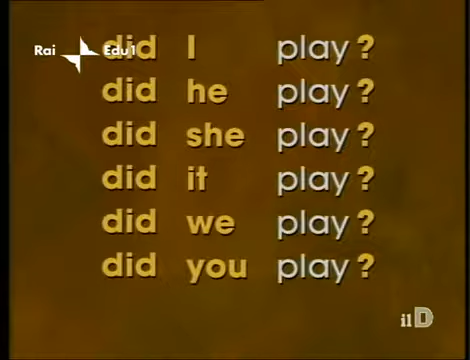 Rai Edu1
did I play?
did he play?
did she play?
did it play?
did we play?
did you play?
il D